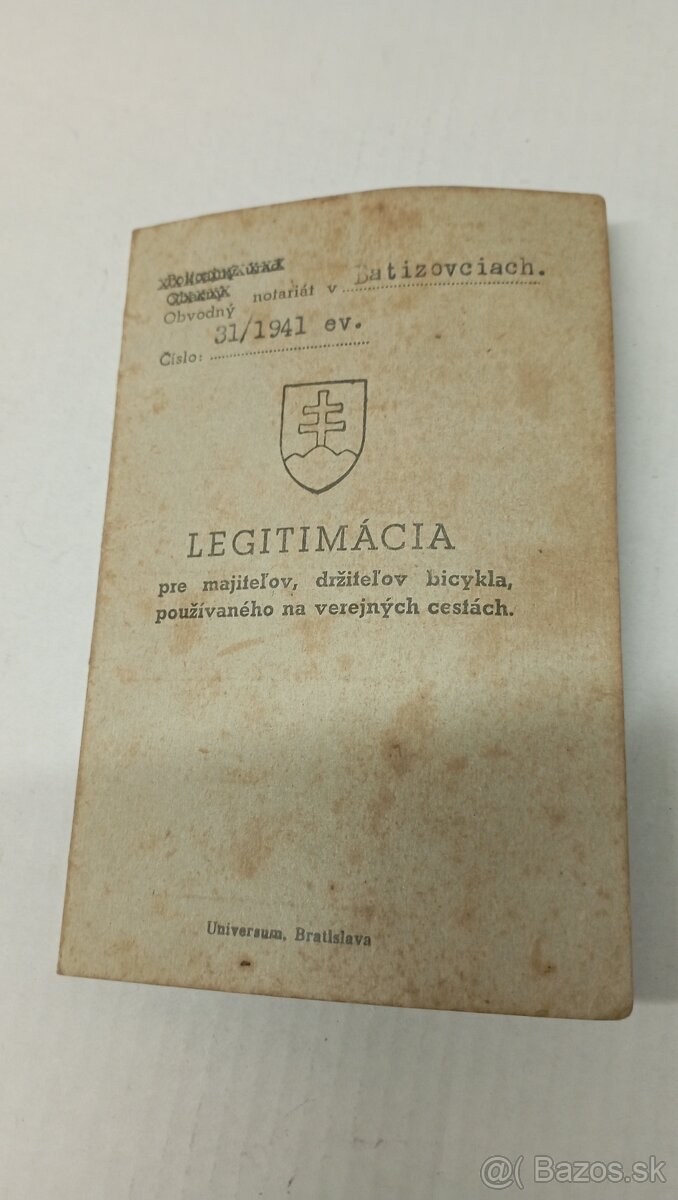 Obvodný notariát v Batizovciach.
Číslo: 31/1941 ev.
LEGITIMÁCIA
pre majiteľov, držiteľov bicykla,
používaného na verejných cestách.
Universum, Bratislava
@( Bazos.sk